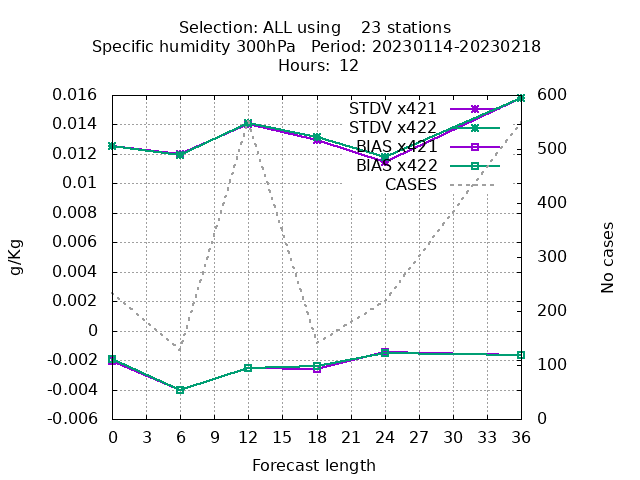 Selection: ALL using    23 stations
Specific humidity 300hPa   Period: 20230114-20230218
Hours: 12
STDV x421
STDV x422
BIAS x421
BIAS x422
CASES
0.016
0.014
0.012
0.01
0.008
0.006
0.004
0.002
0
-0.002
-0.004
-0.006
g/Kg
600
500
400
300
200
100
0
No cases
0 3 6 9 12 15 18 21 24 27 30 33 36
Forecast length